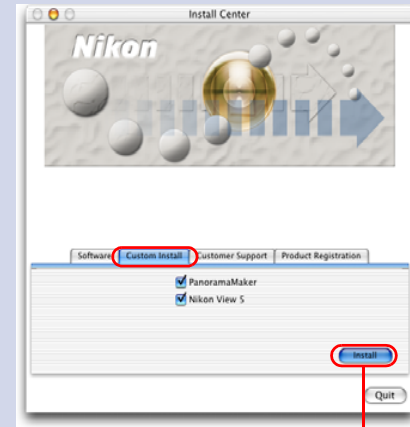 Install Center
Nikon
Software Custom Install Customer Support Product Registration
PanoramaMaker
Nikon View 5
Install
Quit